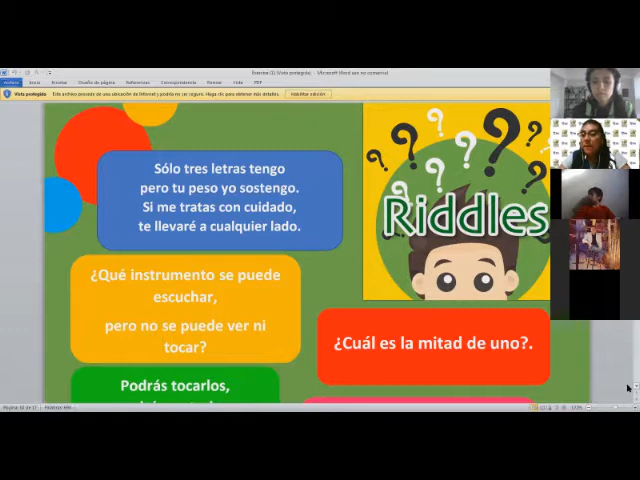 Vista protegida
Sólo tres letras tengo
pero tu peso yo sostengo.
Si me tratas con cuidado,
te llevaré a cualquier lado.
Riddles
¿Qué instrumento se puede
escuchar,
pero no se puede ver ni
tocar?
¿Cuál es la mitad de uno?.
Podrás tocarlos,